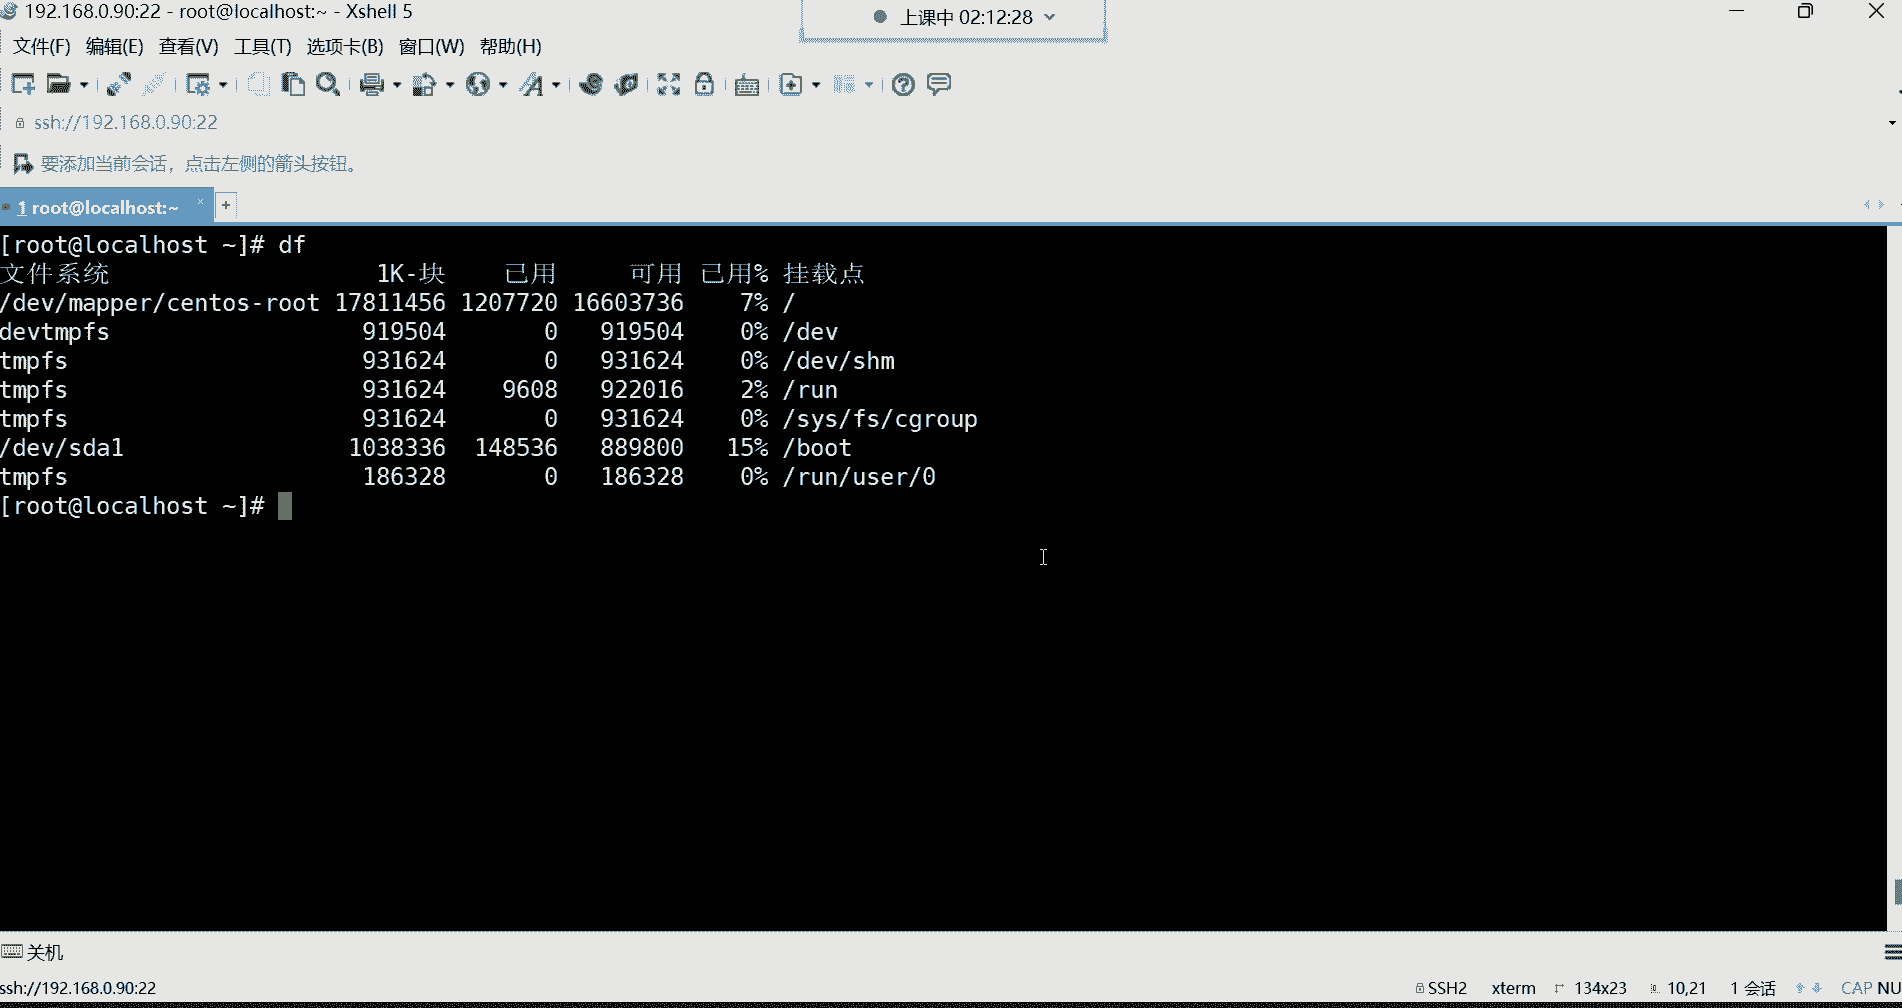 192.168.0.90:22 - root@localhost:~ - Xshell 5
上课中 02:12:28
文件(F) 编辑(E) 查看(V) 工具(T) 选项卡(B) 窗口(W) 帮助(H)
ssh://192.168.0.90:22
要添加当前会话，点击左侧的箭头按钮。
1 root@localhost:~ × +
[root@localhost ~]# df
文件系统 1K-块 已用 可用 已用% 挂载点
/dev/mapper/centos-root 17811456 1207720 16603736 7% /
devtmpfs 919504 0 919504 0% /dev
tmpfs 931624 0 931624 0% /dev/shm
tmpfs 931624 9608 922016 2% /run
tmpfs 931624 0 931624 0% /sys/fs/cgroup
/dev/sda1 1038336 148536 889800 15% /boot
tmpfs 186328 0 186328 0% /run/user/0
[root@localhost ~]#
关机
ssh://192.168.0.90:22 SSH2 xterm 134x23 10,21 1 会话 CAP NU